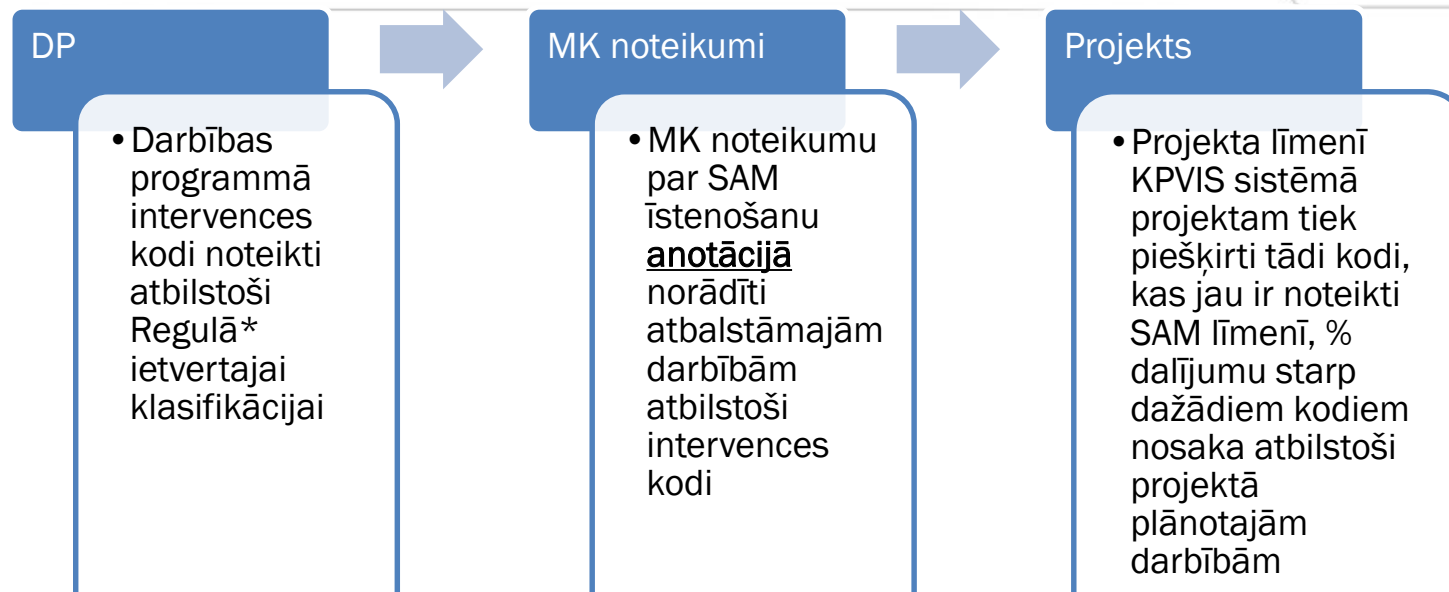 DP
•Darbības
programmā
intervences
kodi noteikti
atbilstoši
Regulā*
ietvertajai
klasifikācijai
MK noteikumi
•MK noteikumu
par SAM
īstenošanu
anotācijā
norādīti
atbalstāmajām
darbībām
atbilstoši
intervences
kodi
Projekts
•Projekta līmenī
KPVIS sistēmā
projektam tiek
piešķirti tādi kodi,
kas jau ir noteikti
SAM līmenī, %
dalījumu starp
dažādiem kodiem
nosaka atbilstoši
projektā
plānotajām
darbībām